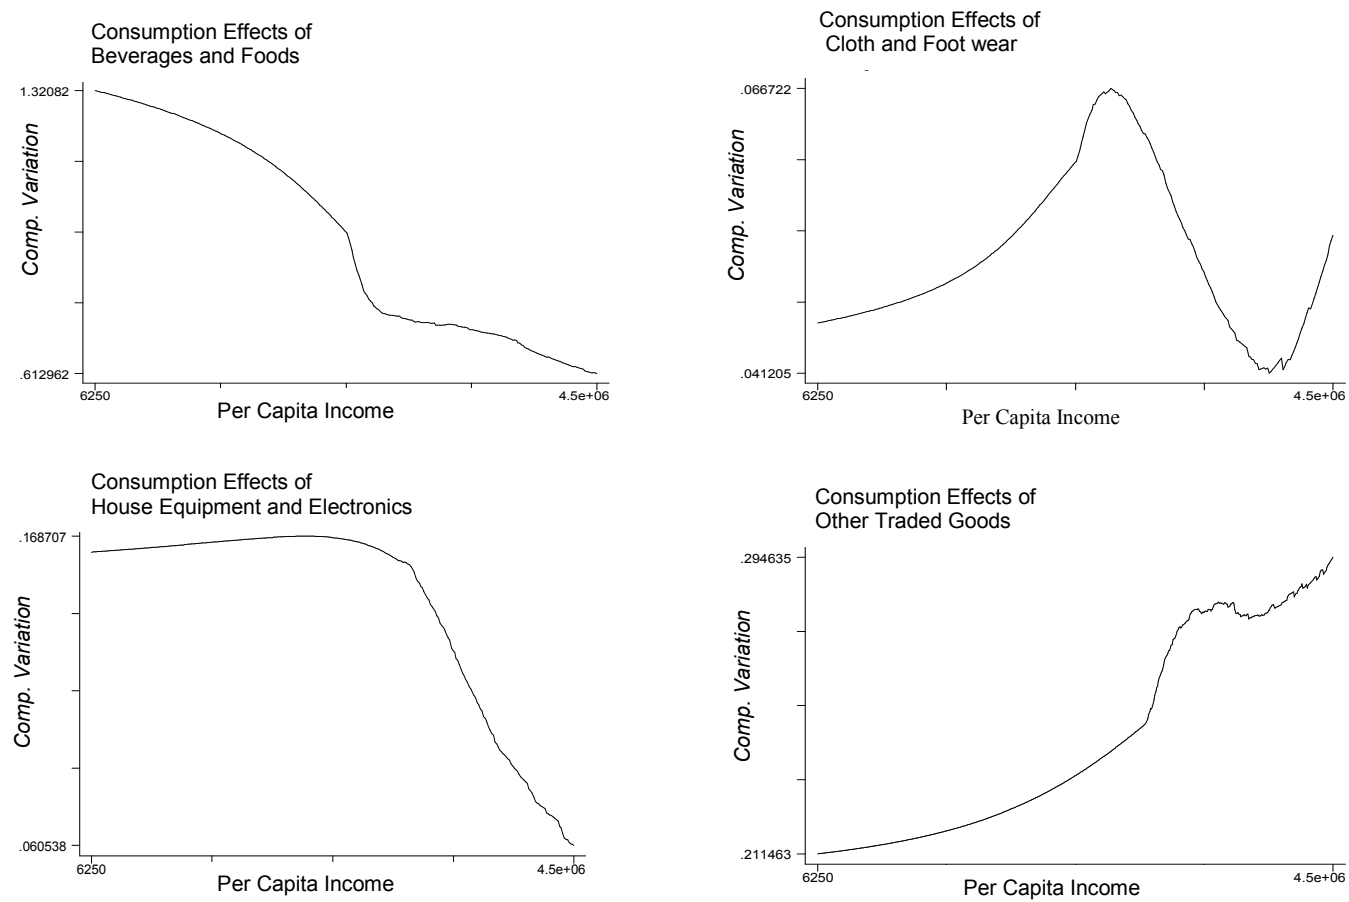 Consumption Effects of
Beverages and Foods
1.32082
Comp. Variation
.612962
6250
4.5e+06
Per Capita Income
Consumption Effects of
Cloth and Foot wear
.066722
Comp. Variation
.041205
6250
4.5e+06
Per Capita Income
Consumption Effects of
House Equipment and Electronics
.168707
Comp. Variation
.060538
6250
4.5e+06
Per Capita Income
Consumption Effects of
Other Traded Goods
.294635
Comp. Variation
.211463
6250
4.5e+06
Per Capita Income